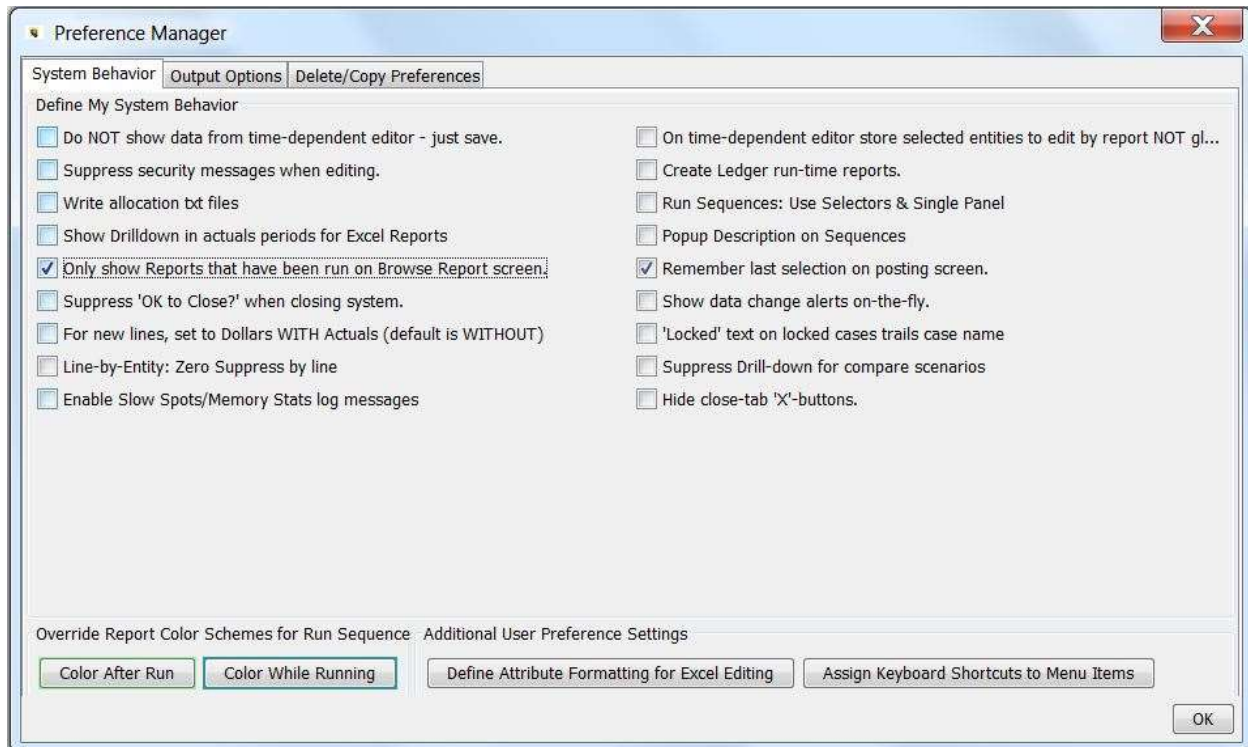 Preference Manager
System Behavior
Output Options
Delete/Copy Preferences
Define My System Behavior
Do NOT show data from time-dependent editor - just save.
Suppress security messages when editing.
Write allocation txt files
Show Drilldown in actuals periods for Excel Reports
Only show Reports that have been run on Browse Report screen.
Suppress 'OK to Close?' when closing system.
For new lines, set to Dollars WITH Actuals (default is WITHOUT)
Line-by-Entity: Zero Suppress by line
Enable Slow Spots/Memory Stats log messages
On time-dependent editor store selected entities to edit by report NOT gl...
Create Ledger run-time reports.
Run Sequences: Use Selectors & Single Panel
Popup Description on Sequences
Remember last selection on posting screen.
Show data change alerts on-the-fly.
'Locked' text on locked cases trails case name
Suppress Drill-down for compare scenarios
Hide close-tab 'X'-buttons.
Override Report Color Schemes for Run Sequence
Color After Run
Color While Running
Additional User Preference Settings
Define Attribute Formatting for Excel Editing
Assign Keyboard Shortcuts to Menu Items
OK